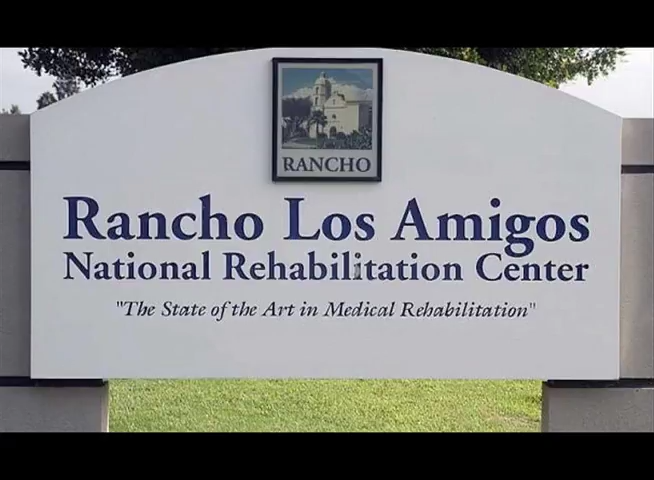 RANCHO
Rancho Los Amigos
National Rehabilitation Center
"The State of the Art in Medical Rehabilitation"